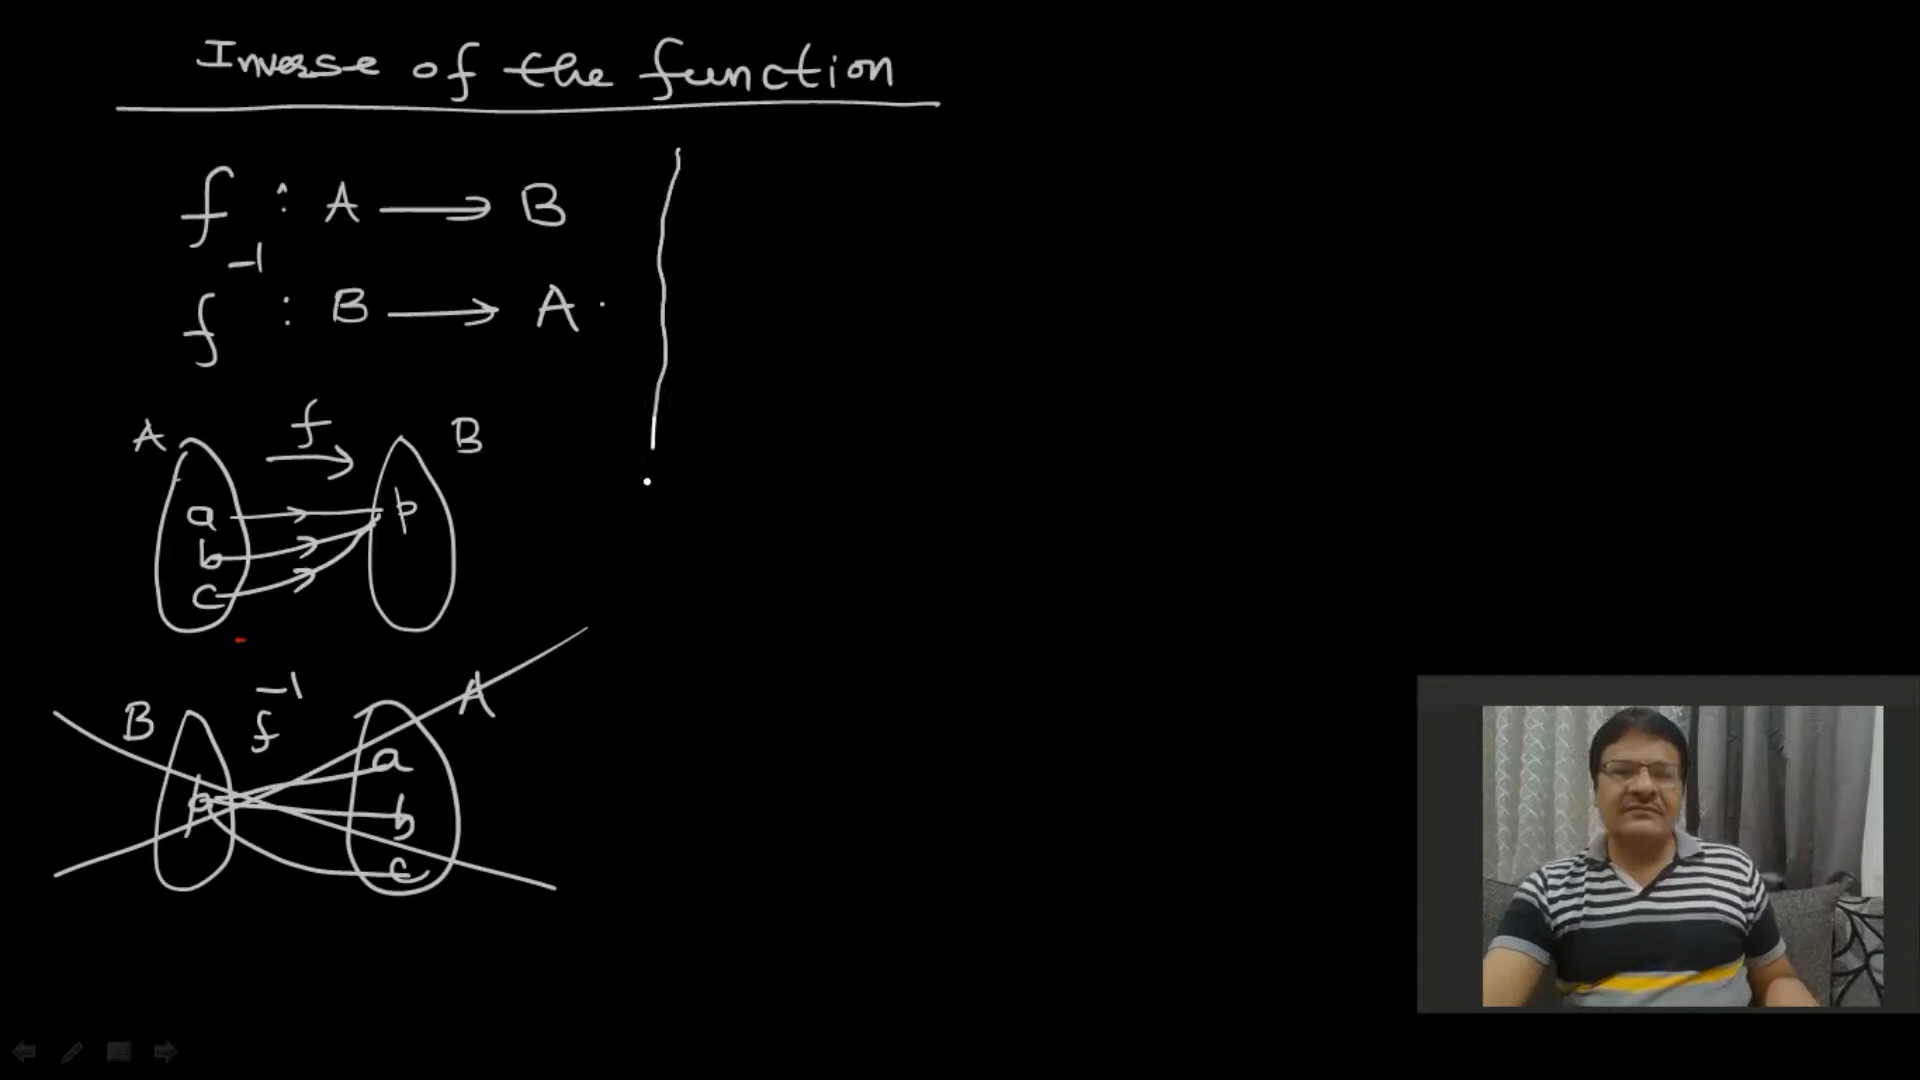 Inverse of the function
f : A → B
f⁻¹ : B → A .
A f B
a p
b
c
B f⁻¹ A
p a
b
c